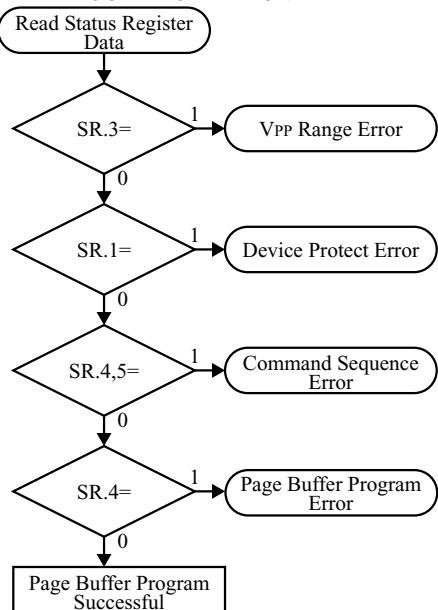 Read Status Register
Data
SR.3=
1
VPP Range Error
0
SR.1=
1
Device Protect Error
0
SR.4,5=
1
Command Sequence
Error
0
SR.4=
1
Page Buffer Program
Error
0
Page Buffer Program
Successful